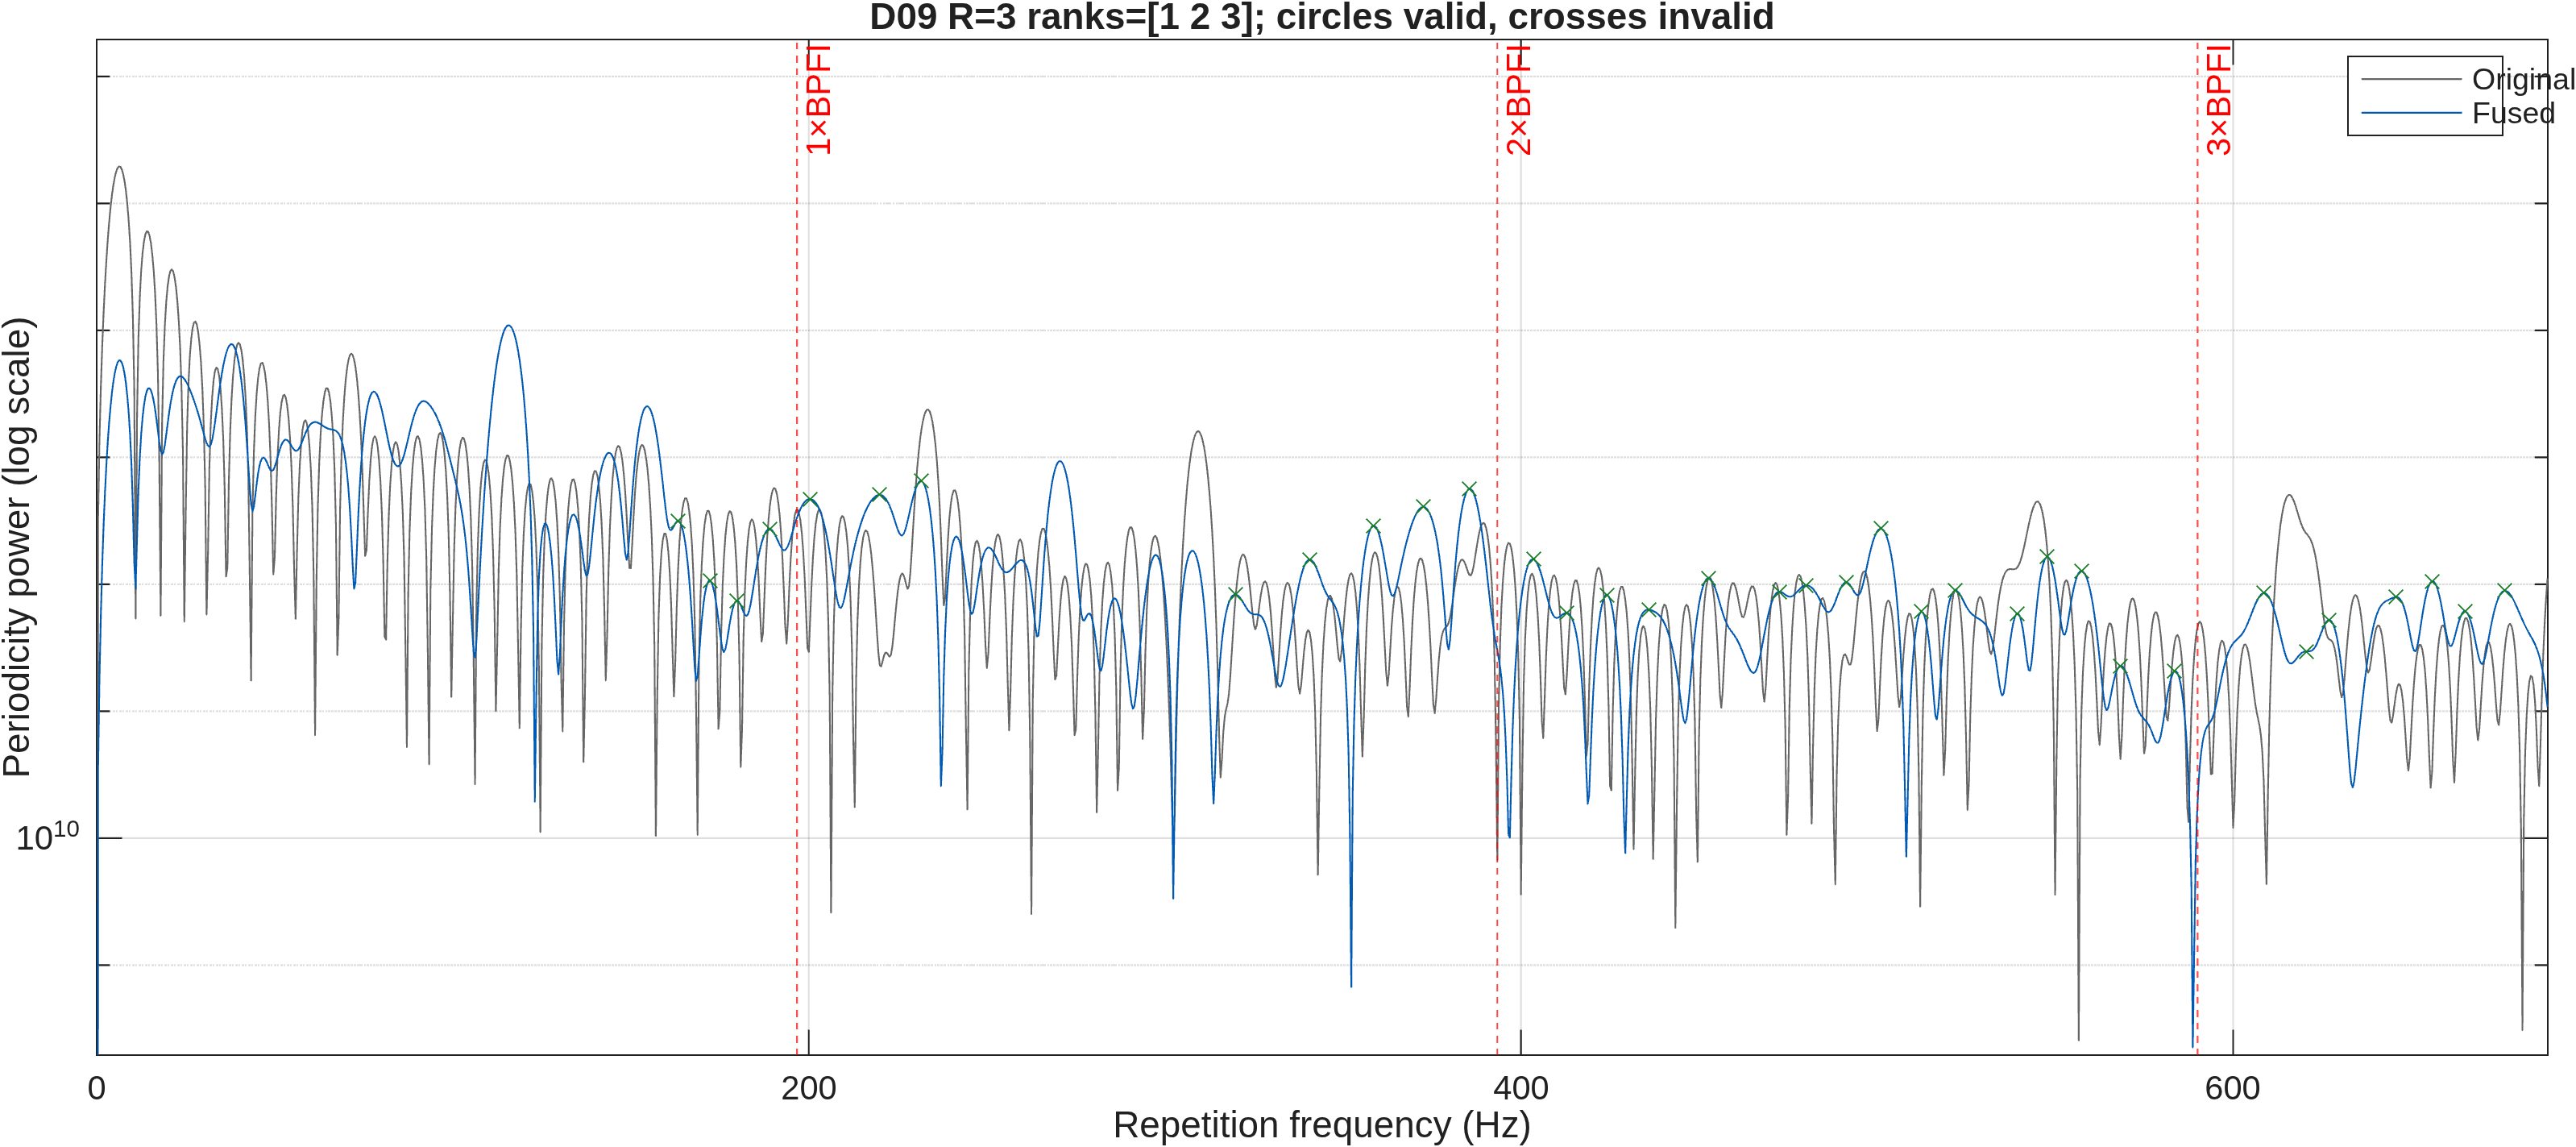 D09 R=3 ranks=[1 2 3]; circles valid, crosses invalid
1×BPFI
2×BPFI
3×BPFI
Original
Fused
Periodicity power (log scale)
10^10
0
200
400
600
Repetition frequency (Hz)